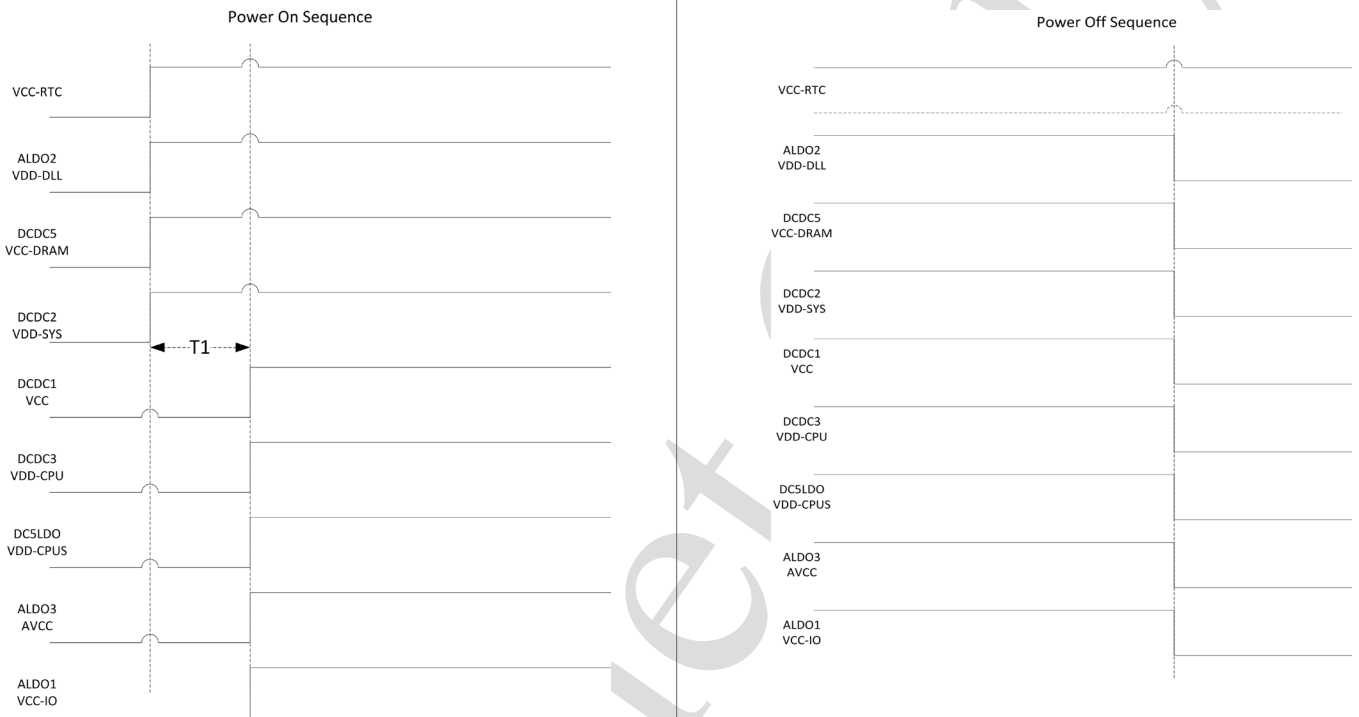 Power On Sequence
VCC-RTC
ALDO2
VDD-DLL
DCDC5
VCC-DRAM
DCDC2
VDD-SYS
T1
DCDC1
VCC
DCDC3
VDD-CPU
DC5LDO
VDD-CPUS
ALDO3
AVCC
ALDO1
VCC-IO
Power Off Sequence
VCC-RTC
ALDO2
VDD-DLL
DCDC5
VCC-DRAM
DCDC2
VDD-SYS
DCDC1
VCC
DCDC3
VDD-CPU
DC5LDO
VDD-CPUS
ALDO3
AVCC
ALDO1
VCC-IO